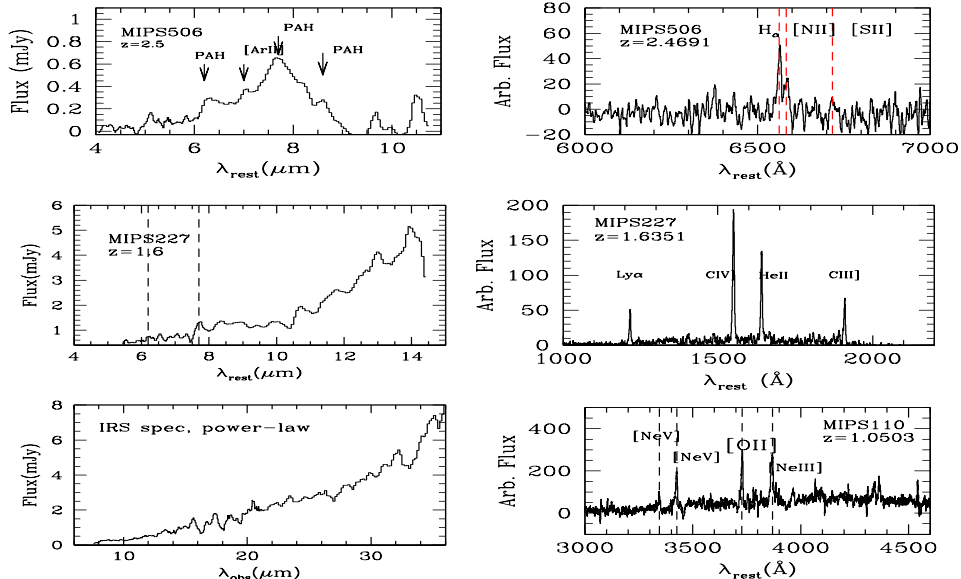 MIPS506
z=2.5
PAH
PAH
[ArII
PAH
Flux (mJy)
1
0.8
0.6
0.4
0.2
0
4
6
8
10
λrest(μm)
MIPS506
z=2.4691
Hα
[NII]
[SII]
Arb. Flux
80
60
40
20
0
−20
6000
6500
7000
λrest(Å)
MIPS227
z=1.6
Flux(mJy)
6
5
4
3
2
1
4
6
8
10
12
14
λrest(μm)
MIPS227
z=1.6351
Lyα
CIV
HeII
CIII]
Arb. Flux
200
150
100
50
0
1000
1500
2000
λrest (Å)
IRS spec, power−law
Flux(mJy)
8
6
4
2
0
10
20
30
λobs(μm)
MIPS110
z=1.0503
[NeV]
[NeV]
[OII]
NeIII]
Arb. Flux
400
200
0
3000
3500
4000
4500
λrest(Å)